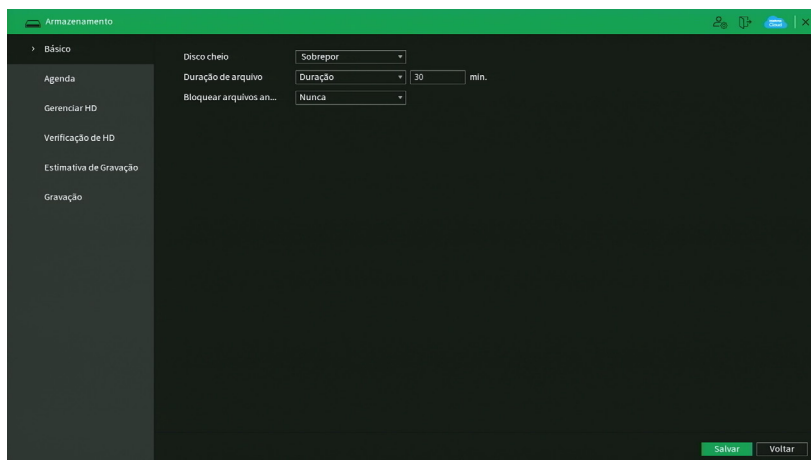 Armazenamento
Básico
Agenda
Gerenciar HD
Verificação de HD
Estimativa de Gravação
Gravação
Disco cheio Sobrepor
Duração de arquivo Duração 30 min.
Bloquear arquivos an... Nunca
Salvar Voltar